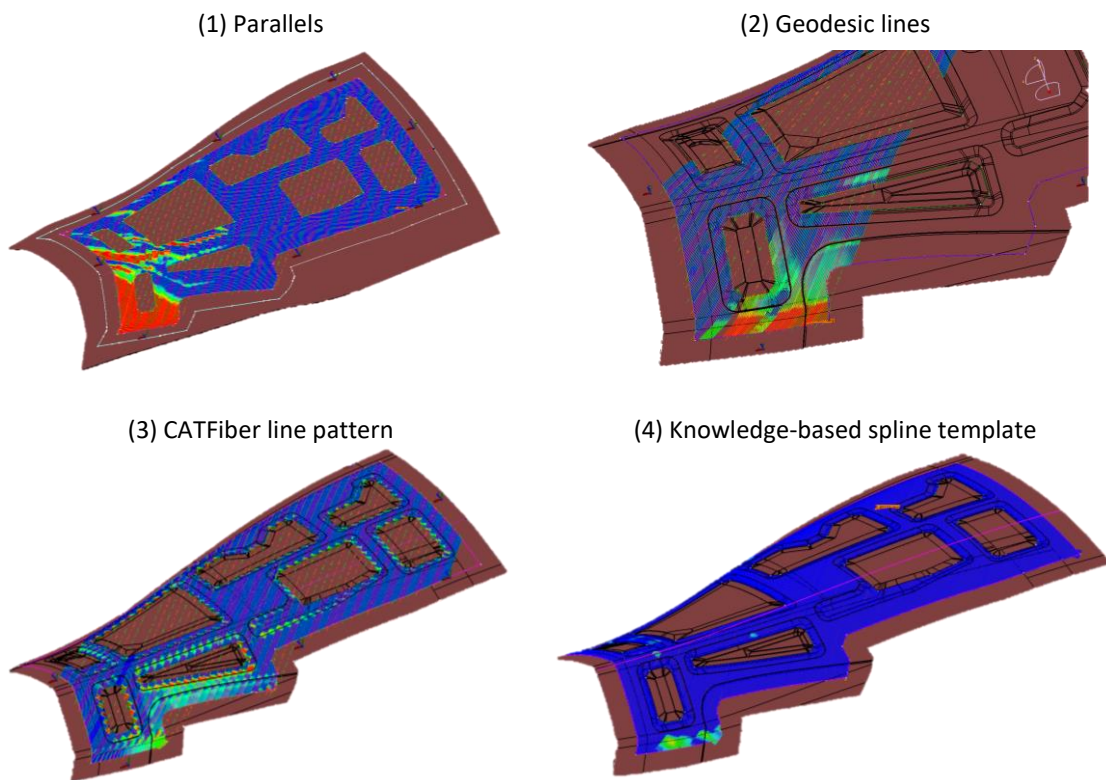 (1) Parallels
(2) Geodesic lines
(3) CATFiber line pattern
(4) Knowledge-based spline template